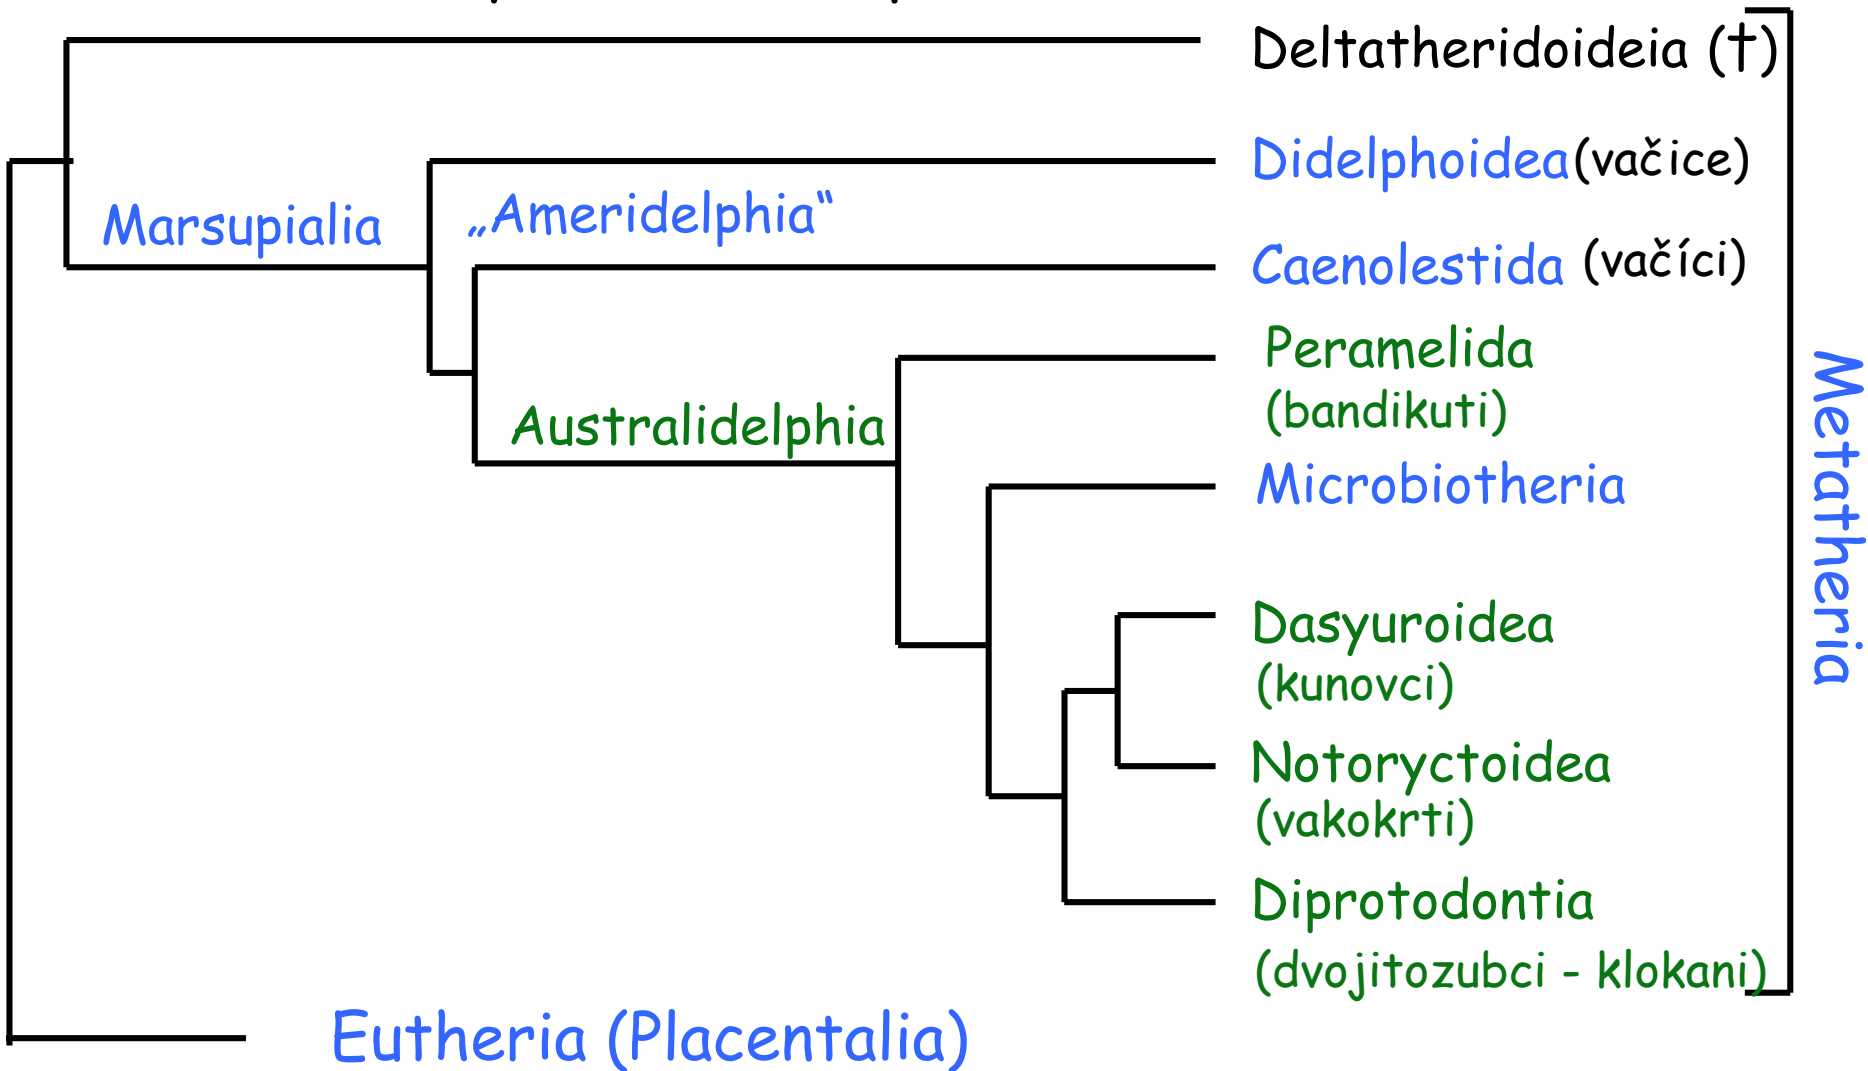 Deltatheridoideia (†)
Didelphoidea (vačice)
Marsupialia
„Ameridelphia“
Caenolestida (vačíci)
Peramelida
(bandikuti)
Australidelphia
Microbiotheria
Metatheria
Dasyuroidea
(kunovci)
Notoryctoidea
(vakokrti)
Diprotodontia
(dvojitozubci - klokani)
Eutheria (Placentalia)